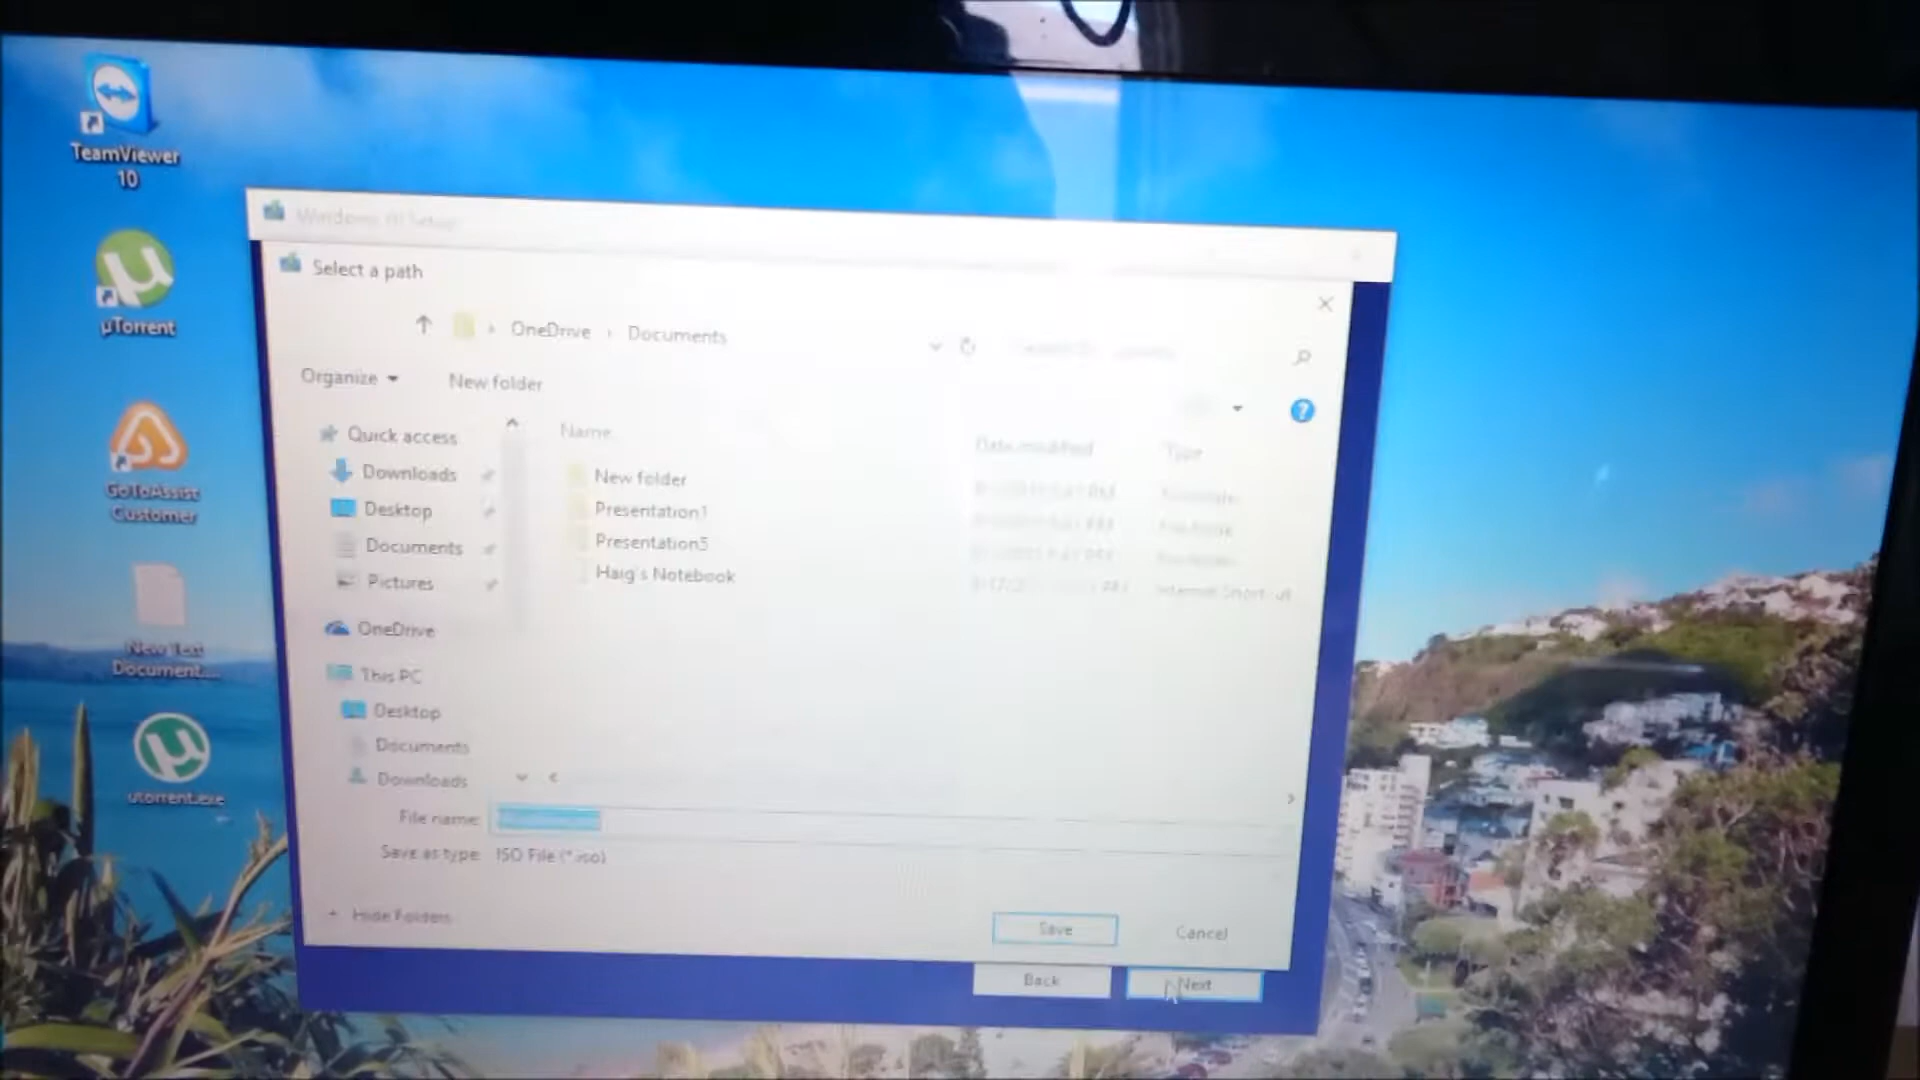 TeamViewer
10
µTorrent
GoToAssist
Customer
New Text
Document...
utorrent.exe
Windows 10 Setup
Select a path
OneDrive › Documents
Organize
New folder
Quick access
Downloads
Desktop
Documents
Pictures
OneDrive
This PC
Desktop
Documents
Downloads
Name
Date modified
Type
New folder
Presentation1
Presentation5
Haig's Notebook
Internet Shortcut
File name:
Save as type: ISO File (*.iso)
Hide Folders
Save
Cancel
Back
Next